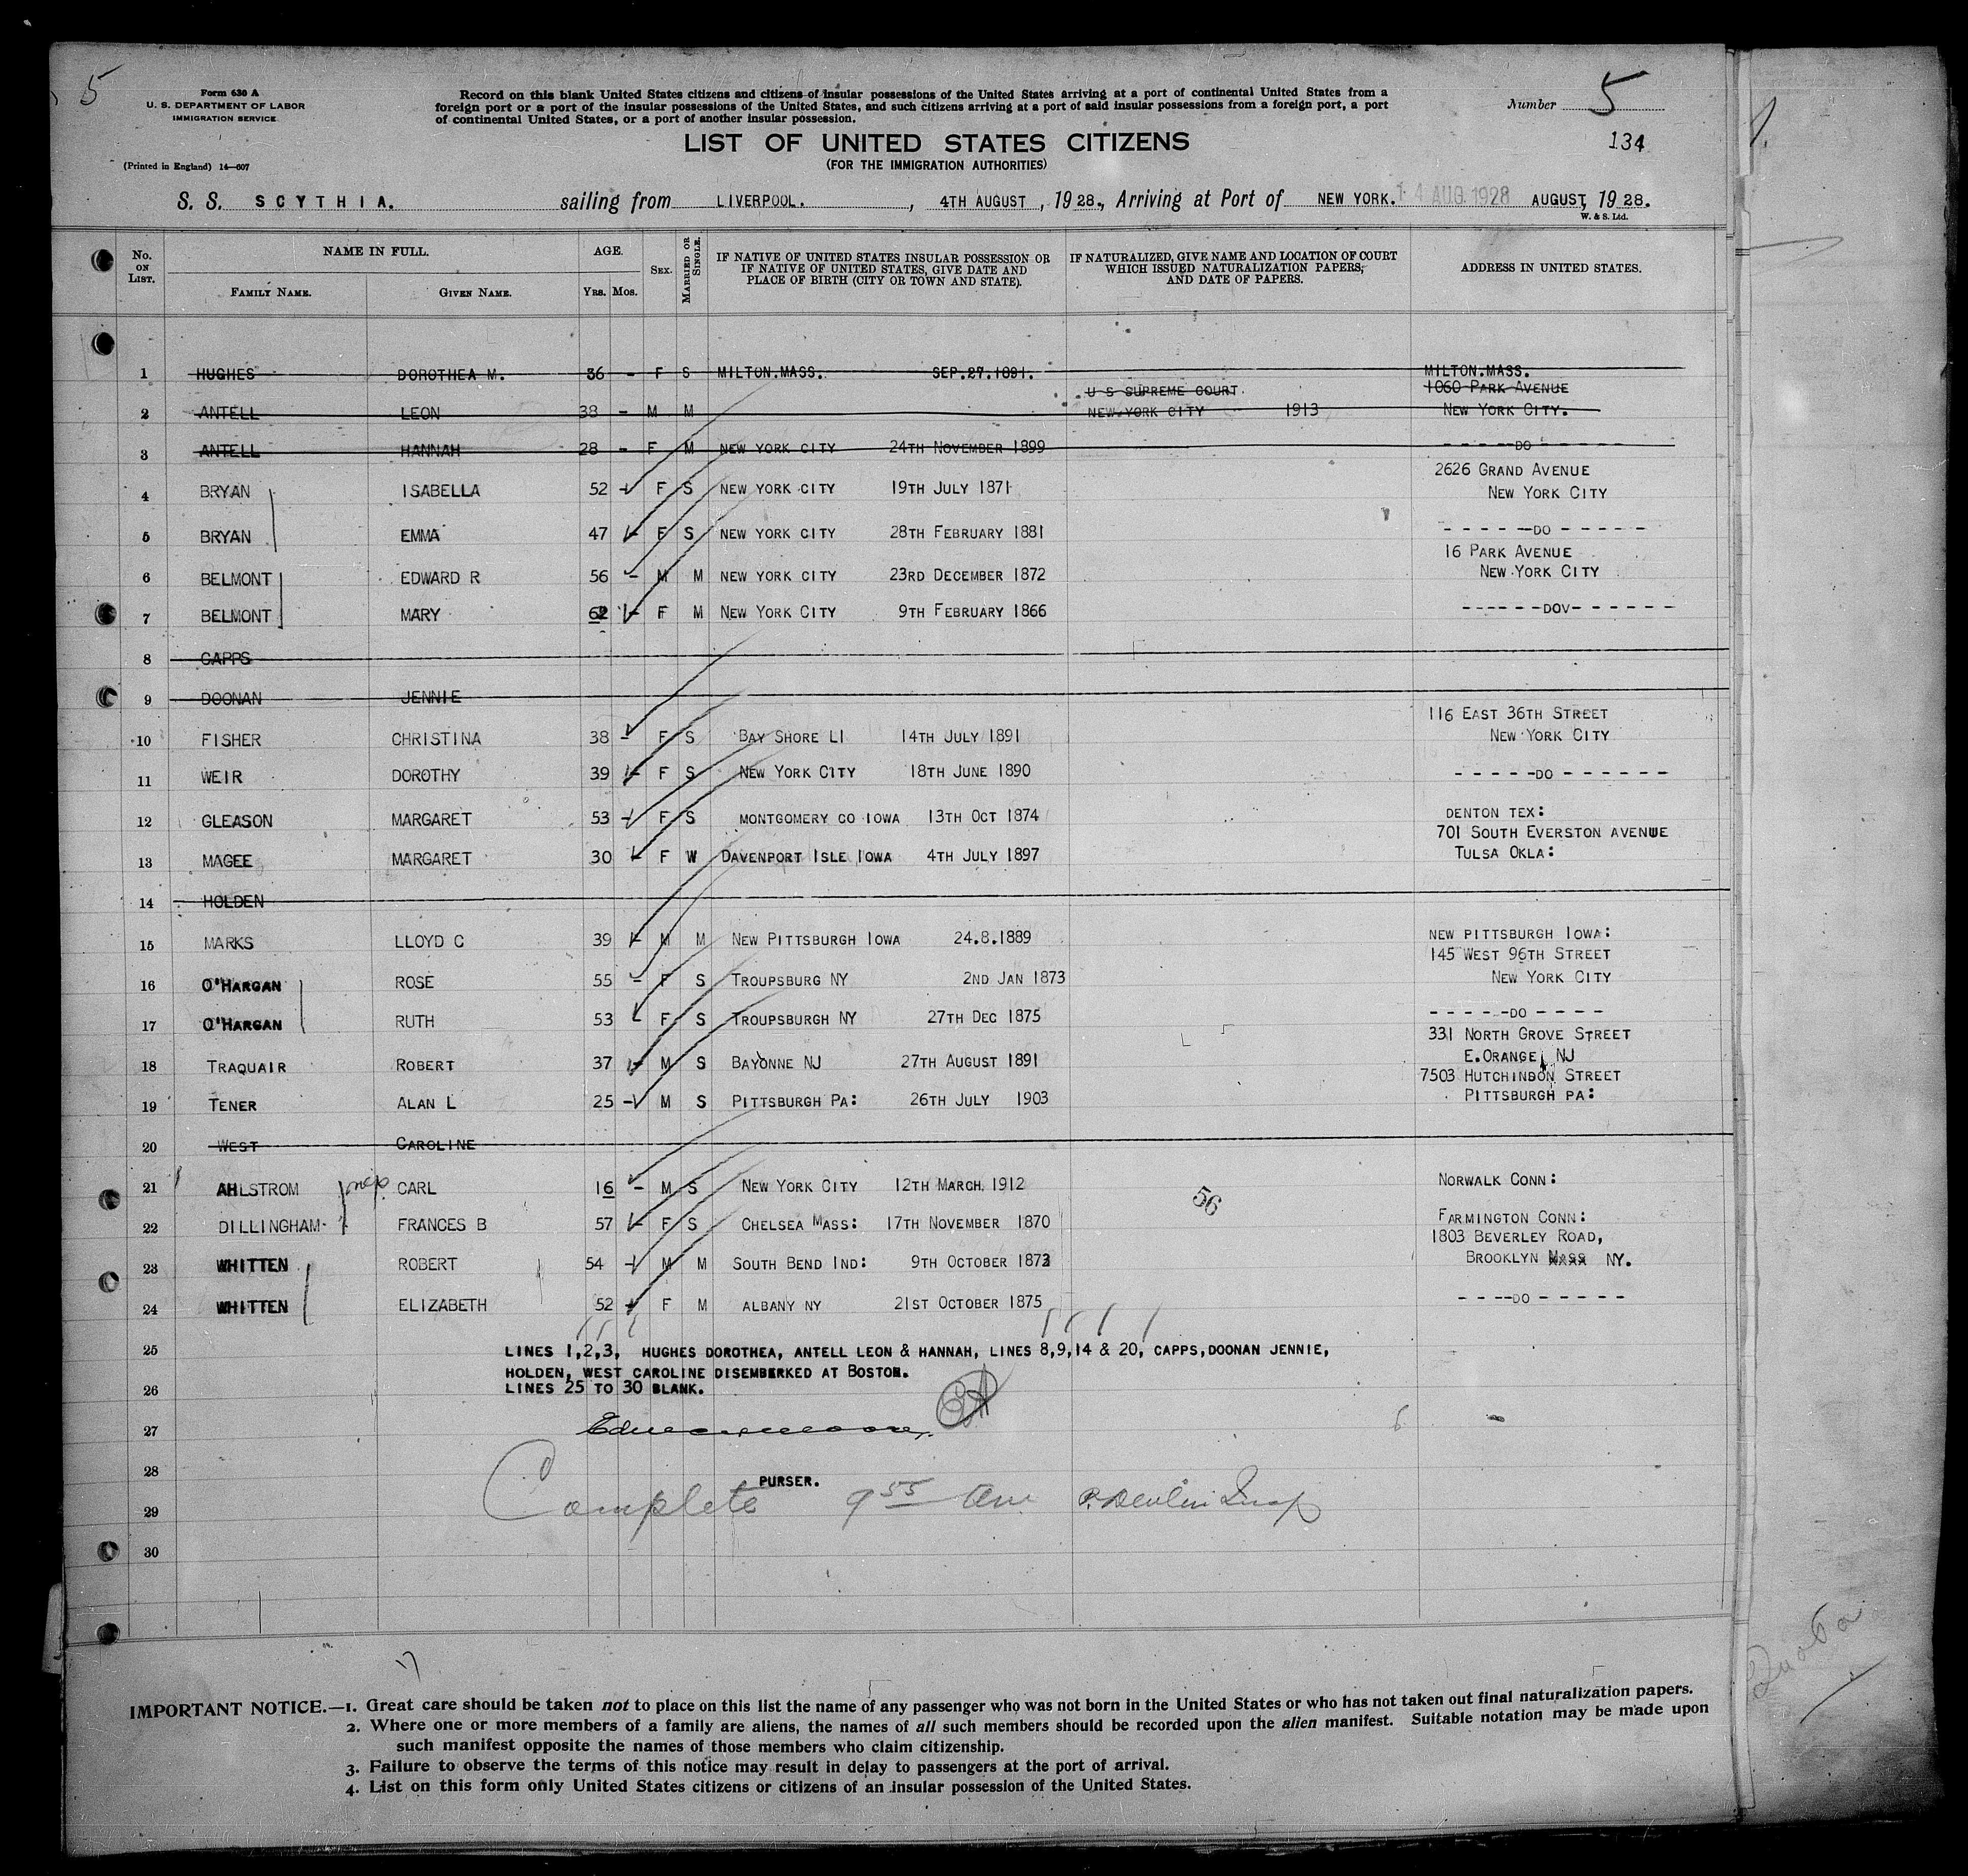 5
Form 630 A
U. S. DEPARTMENT OF LABOR
IMMIGRATION SERVICE
(Printed in England) 14—607
Record on this blank United States citizens and citizens of insular possessions of the United States arriving at a port of continental United States from a
foreign port or a port of the insular possessions of the United States, and such citizens arriving at a port of said insular possessions from a foreign port, a port
of continental United States, or a port of another insular possession.
Number 5
134
LIST OF UNITED STATES CITIZENS
(FOR THE IMMIGRATION AUTHORITIES)
S. S. SCYTHIA. sailing from LIVERPOOL. , 4TH AUGUST , 1928., Arriving at Port of NEW YORK. 14 AUG. 1928 AUGUST, 1928.
W. & S. Ltd.
No. ON LIST. NAME IN FULL. AGE. SEX. MARRIED OR SINGLE. IF NATIVE OF UNITED STATES INSULAR POSSESSION OR IF NATIVE OF UNITED STATES, GIVE DATE AND PLACE OF BIRTH (CITY OR TOWN AND STATE). IF NATURALIZED, GIVE NAME AND LOCATION OF COURT WHICH ISSUED NATURALIZATION PAPERS, AND DATE OF PAPERS. ADDRESS IN UNITED STATES.
FAMILY NAME. GIVEN NAME. Yrs. Mos.
1 HUGHES DOROTHEA M. 36 - F S MILTON.MASS. SEP.27.1891. MILTON.MASS.
U S SUPREME COURT 1060 PARK AVENUE
2 ANTELL LEON 38 - M M NEW YORK CITY 1913 NEW YORK CITY.
3 ANTELL HANNAH 28 - F M NEW YORK CITY 24TH NOVEMBER 1899 - - - - -DO - - - - - -
2626 GRAND AVENUE
4 BRYAN ISABELLA 52 - F S NEW YORK CITY 19TH JULY 1871 NEW YORK CITY
5 BRYAN EMMA 47 - F S NEW YORK CITY 28TH FEBRUARY 1881 - - - - - -DO - - - - - -
16 PARK AVENUE
6 BELMONT EDWARD R 56 - M M NEW YORK CITY 23RD DECEMBER 1872 NEW YORK CITY
7 BELMONT MARY 62 - F M NEW YORK CITY 9TH FEBRUARY 1866 - - - - - -DOV- - - - - - -
8 CAPPS
9 DOONAN JENNIE
116 EAST 36TH STREET
10 FISHER CHRISTINA 38 - F S BAY SHORE LI 14TH JULY 1891 NEW YORK CITY
11 WEIR DOROTHY 39 - F S NEW YORK CITY 18TH JUNE 1890 - - - - -DO - - - - - - -
12 GLEASON MARGARET 53 - F S MONTGOMERY CO IOWA 13TH OCT 1874 DENTON TEX:
701 SOUTH EVERSTON AVENUE
13 MAGEE MARGARET 30 - F W DAVENPORT ISLE IOWA 4TH JULY 1897 TULSA OKLA:
14 HOLDEN
15 MARKS LLOYD C 39 - M M NEW PITTSBURGH IOWA 24.8.1889 NEW PITTSBURGH IOWA:
145 WEST 96TH STREET
16 O'HARGAN ROSE 55 - F S TROUPSBURG NY 2ND JAN 1873 NEW YORK CITY
17 O'HARGAN RUTH 53 - F S TROUPSBURGH NY 27TH DEC 1875 - - - - -DO - - - -
331 NORTH GROVE STREET
18 TRAQUAIR ROBERT 37 - M S BAYONNE NJ 27TH AUGUST 1891 E.ORANGE, NJ
7503 HUTCHINDON STREET
19 TENER ALAN L 25 - M S PITTSBURGH PA: 26TH JULY 1903 PITTSBURGH PA:
20 WEST CAROLINE
21 AHLSTROM CARL 16 - M S NEW YORK CITY 12TH MARCH. 1912 NORWALK CONN:
56
22 DILLINGHAM FRANCES B 57 - F S CHELSEA MASS: 17TH NOVEMBER 1870 FARMINGTON CONN:
1803 BEVERLEY ROAD,
23 WHITTEN ROBERT 54 - M M SOUTH BEND IND: 9TH OCTOBER 1873 BROOKLYN MASS NY.
24 WHITTEN ELIZABETH 52 - F M ALBANY NY 21ST OCTOBER 1875 - - - -DO - - - - -
25 LINES 1,2,3, HUGHES DOROTHEA, ANTELL LEON & HANNAH, LINES 8,9,14 & 20, CAPPS, DOONAN JENNIE,
HOLDEN, WEST CAROLINE DISEMBERKED AT BOSTON.
26 LINES 25 TO 30 BLANK.
27
28 PURSER.
29 Complete 9 55 am
30
IMPORTANT NOTICE.—1. Great care should be taken not to place on this list the name of any passenger who was not born in the United States or who has not taken out final naturalization papers.
2. Where one or more members of a family are aliens, the names of all such members should be recorded upon the alien manifest. Suitable notation may be made upon
such manifest opposite the names of those members who claim citizenship.
3. Failure to observe the terms of this notice may result in delay to passengers at the port of arrival.
4. List on this form only United States citizens or citizens of an insular possession of the United States.
Quota